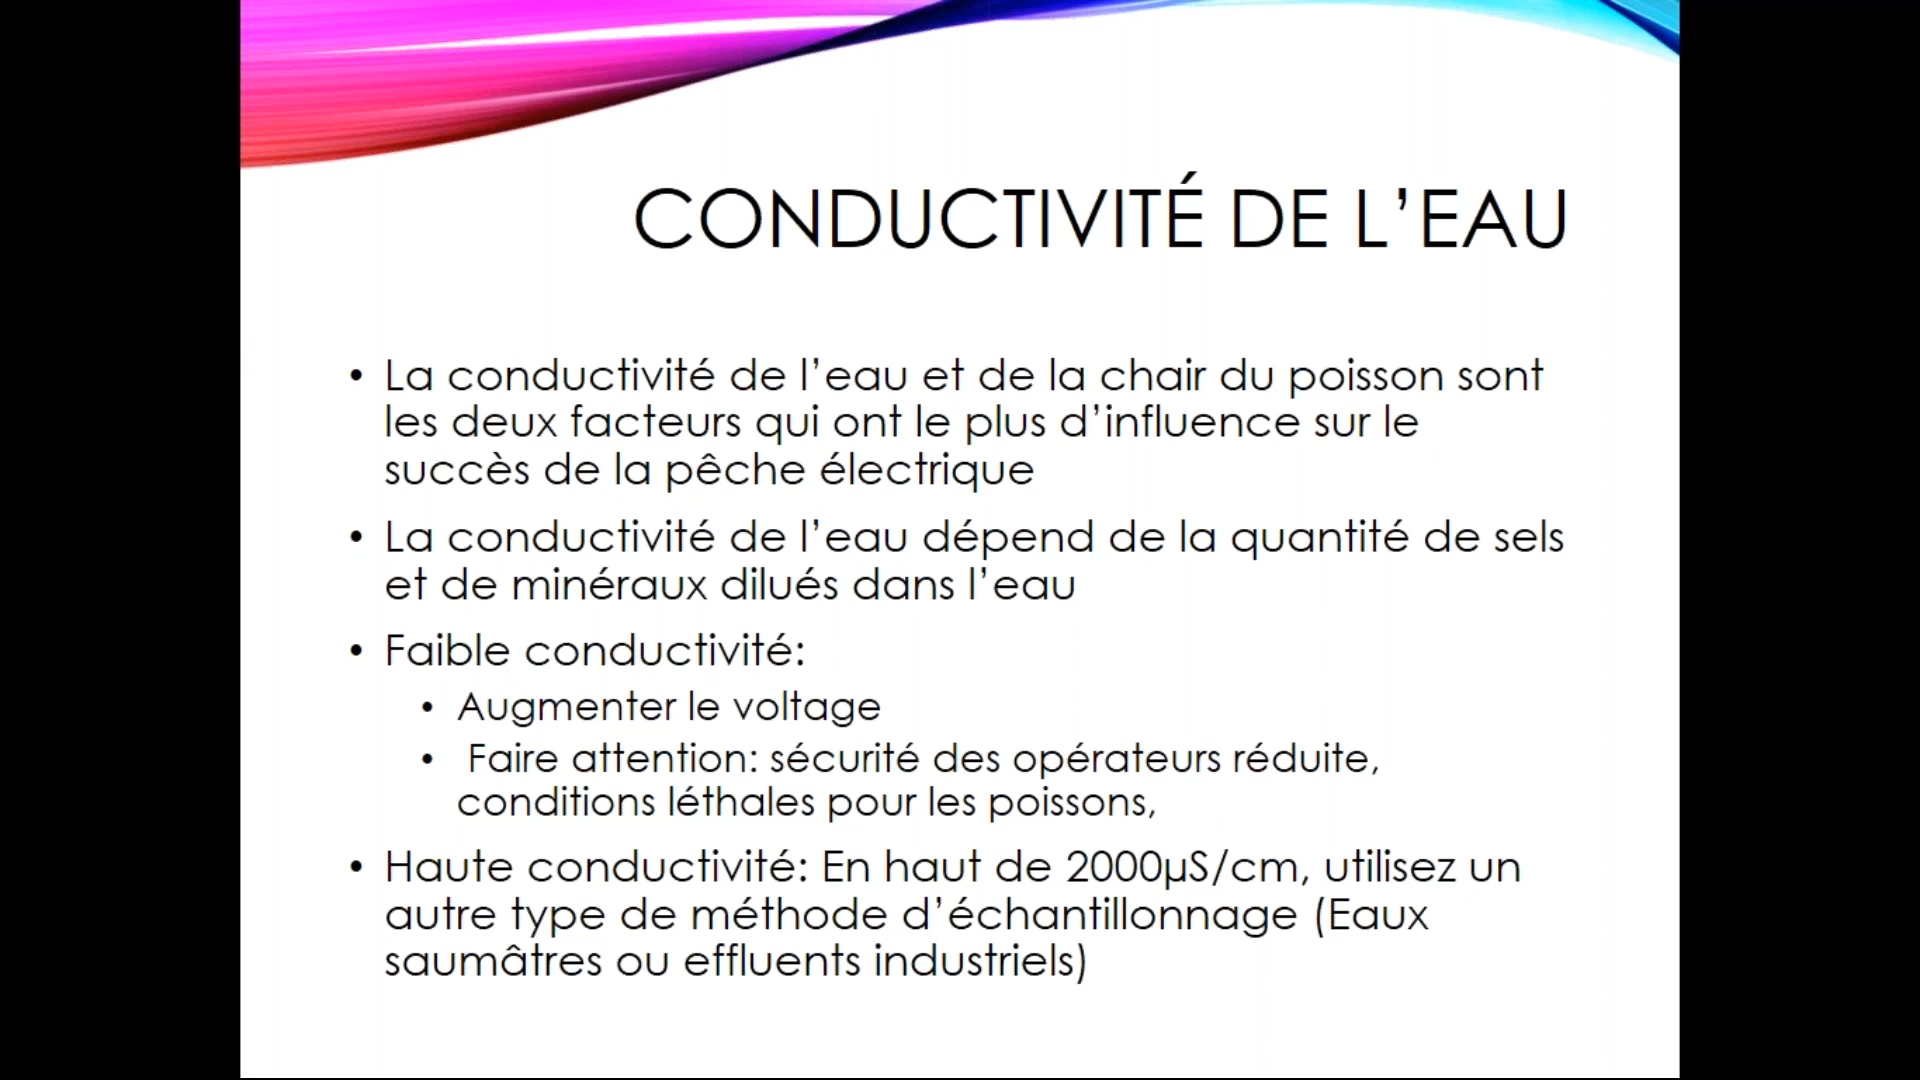 CONDUCTIVITÉ DE L’EAU
• La conductivité de l’eau et de la chair du poisson sont
les deux facteurs qui ont le plus d’influence sur le
succès de la pêche électrique
• La conductivité de l’eau dépend de la quantité de sels
et de minéraux dilués dans l’eau
• Faible conductivité:
• Augmenter le voltage
• Faire attention: sécurité des opérateurs réduite,
conditions léthales pour les poissons,
• Haute conductivité: En haut de 2000µS/cm, utilisez un
autre type de méthode d’échantillonnage (Eaux
saumâtres ou effluents industriels)